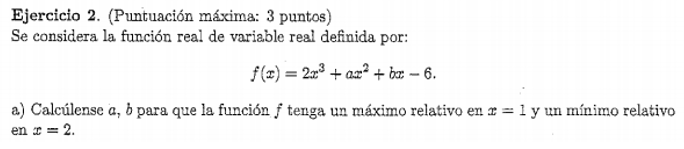 Ejercicio 2. (Puntuación máxima: 3 puntos)
Se considera la función real de variable real definida por:
f(x) = 2x³ + ax² + bx − 6.
a) Calcúlense a, b para que la función f tenga un máximo relativo en x = 1 y un mínimo relativo
en x = 2.